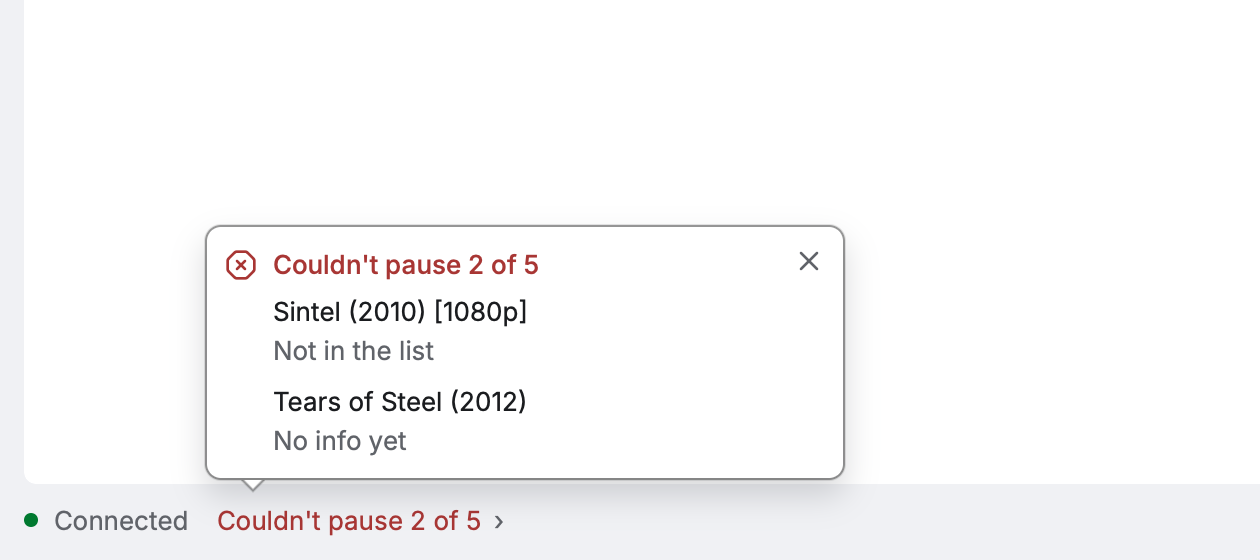 Couldn't pause 2 of 5
Sintel (2010) [1080p]
Not in the list
Tears of Steel (2012)
No info yet
Connected Couldn't pause 2 of 5 ›